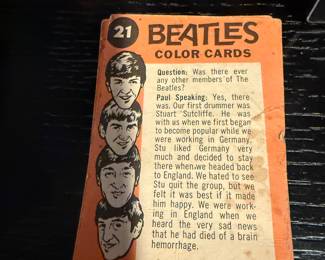 21
BEATLES
COLOR CARDS
Question: Was there ever
any other members of The
Beatles?
Paul Speaking: Yes, there
was. Our first drummer was
Stuart Sutcliffe. He was
with us when we first began
to become popular while we
were working in Germany.
Stu liked Germany very
much and decided to stay
there when we headed back
to England. We hated to see
Stu quit the group, but we
felt it was best if it made
him happy. We were work-
ing in England when we
heard the very sad news
that he had died of a brain
hemorrhage.